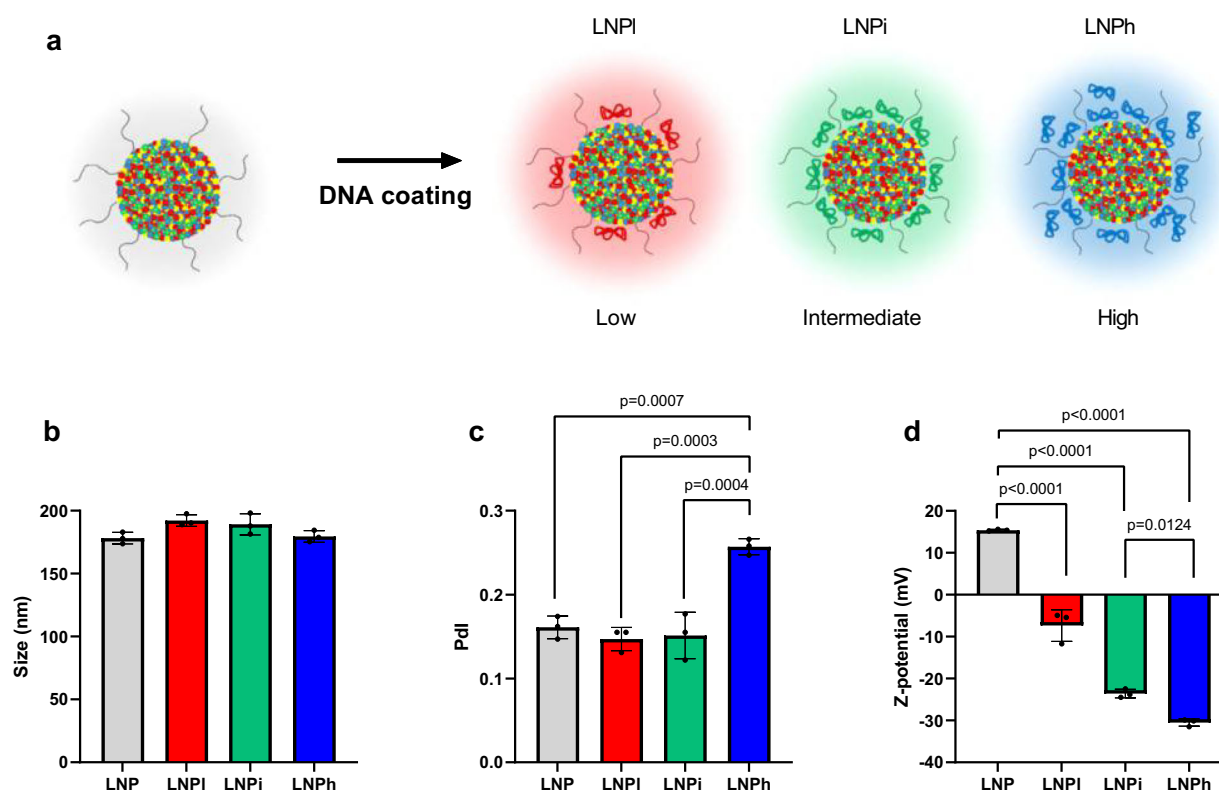 a
LNPl
LNPi
LNPh
DNA coating
Low
Intermediate
High
b
Size (nm)
200
150
100
50
0
LNP
LNPl
LNPi
LNPh
c
p=0.0007
p=0.0003
p=0.0004
PdI
0.3
0.2
0.1
0.0
LNP
LNPl
LNPi
LNPh
d
p<0.0001
p<0.0001
p<0.0001
p=0.0124
Z-potential (mV)
20
10
0
-10
-20
-30
-40
LNP
LNPl
LNPi
LNPh